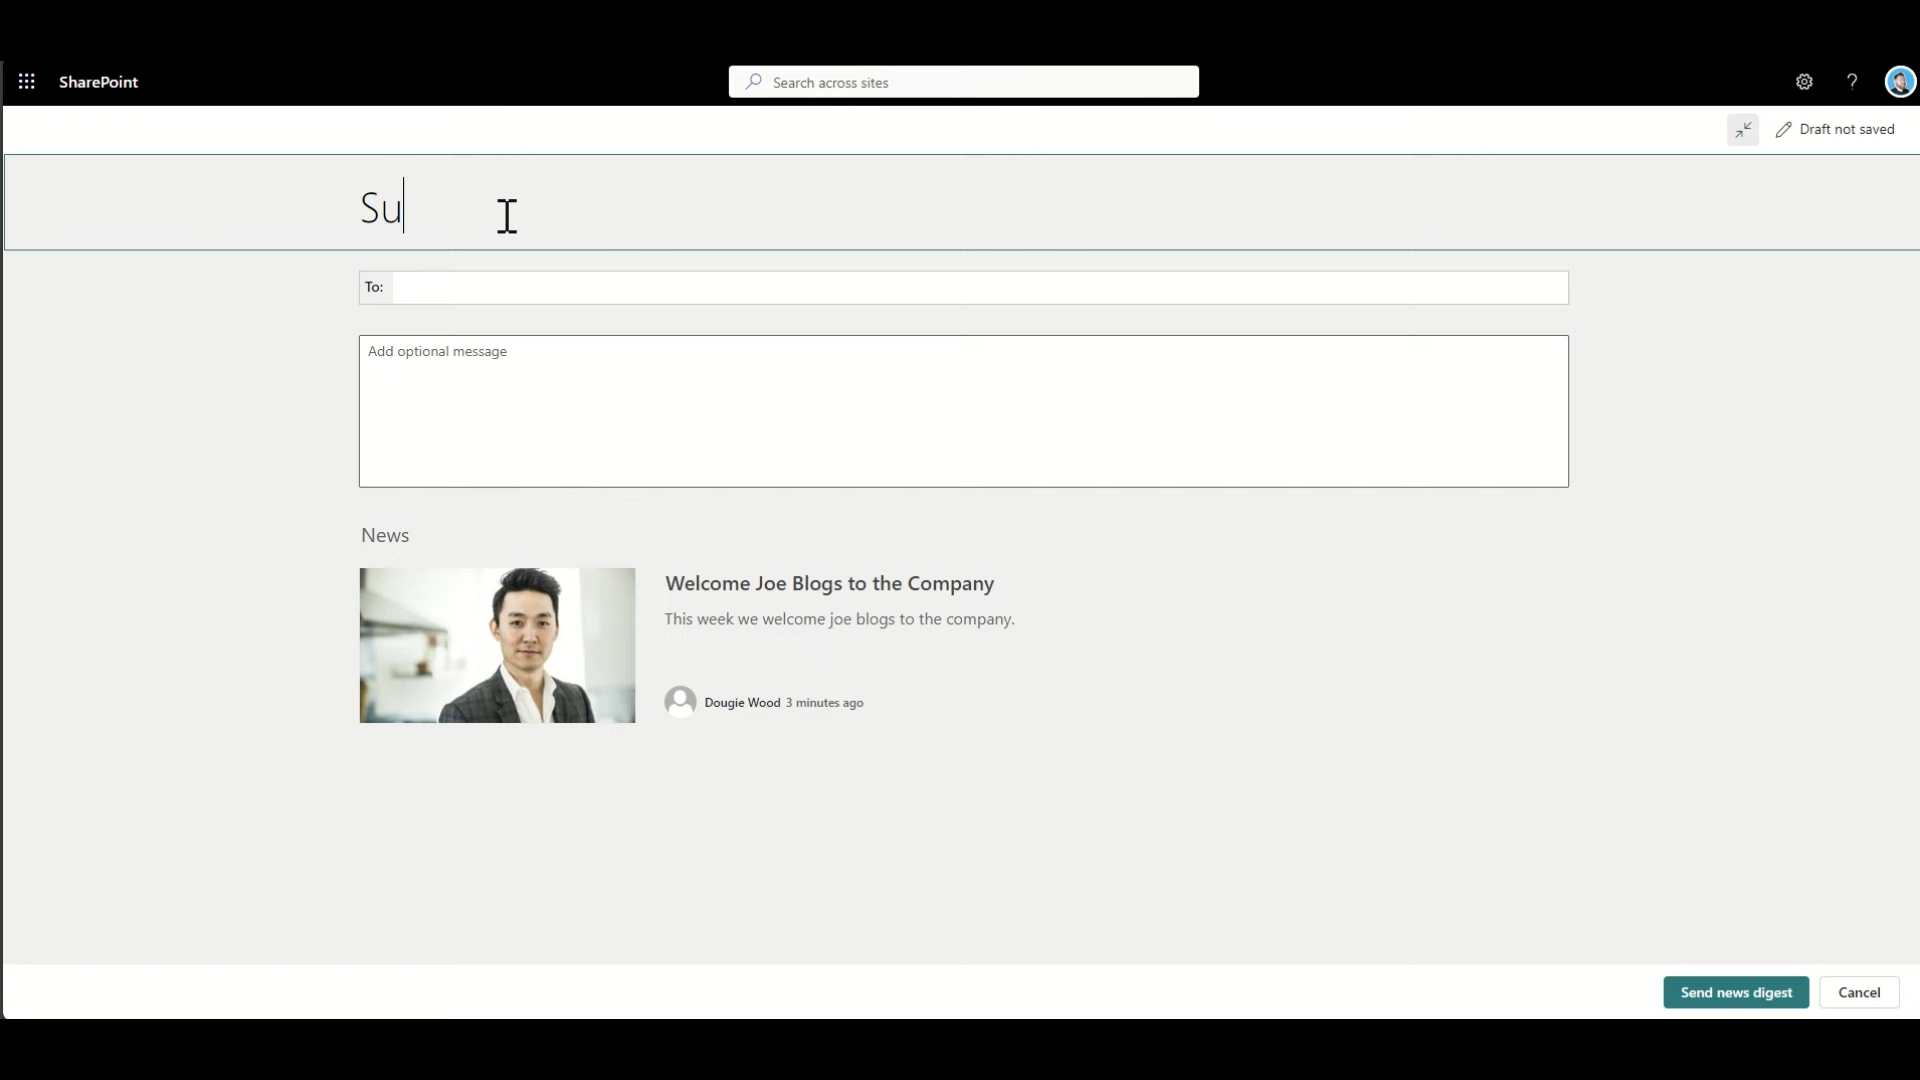 SharePoint
Search across sites
?
Draft not saved
Su
To:
Add optional message
News
Welcome Joe Blogs to the Company
This week we welcome joe blogs to the company.
Dougie Wood 3 minutes ago
Send news digest
Cancel